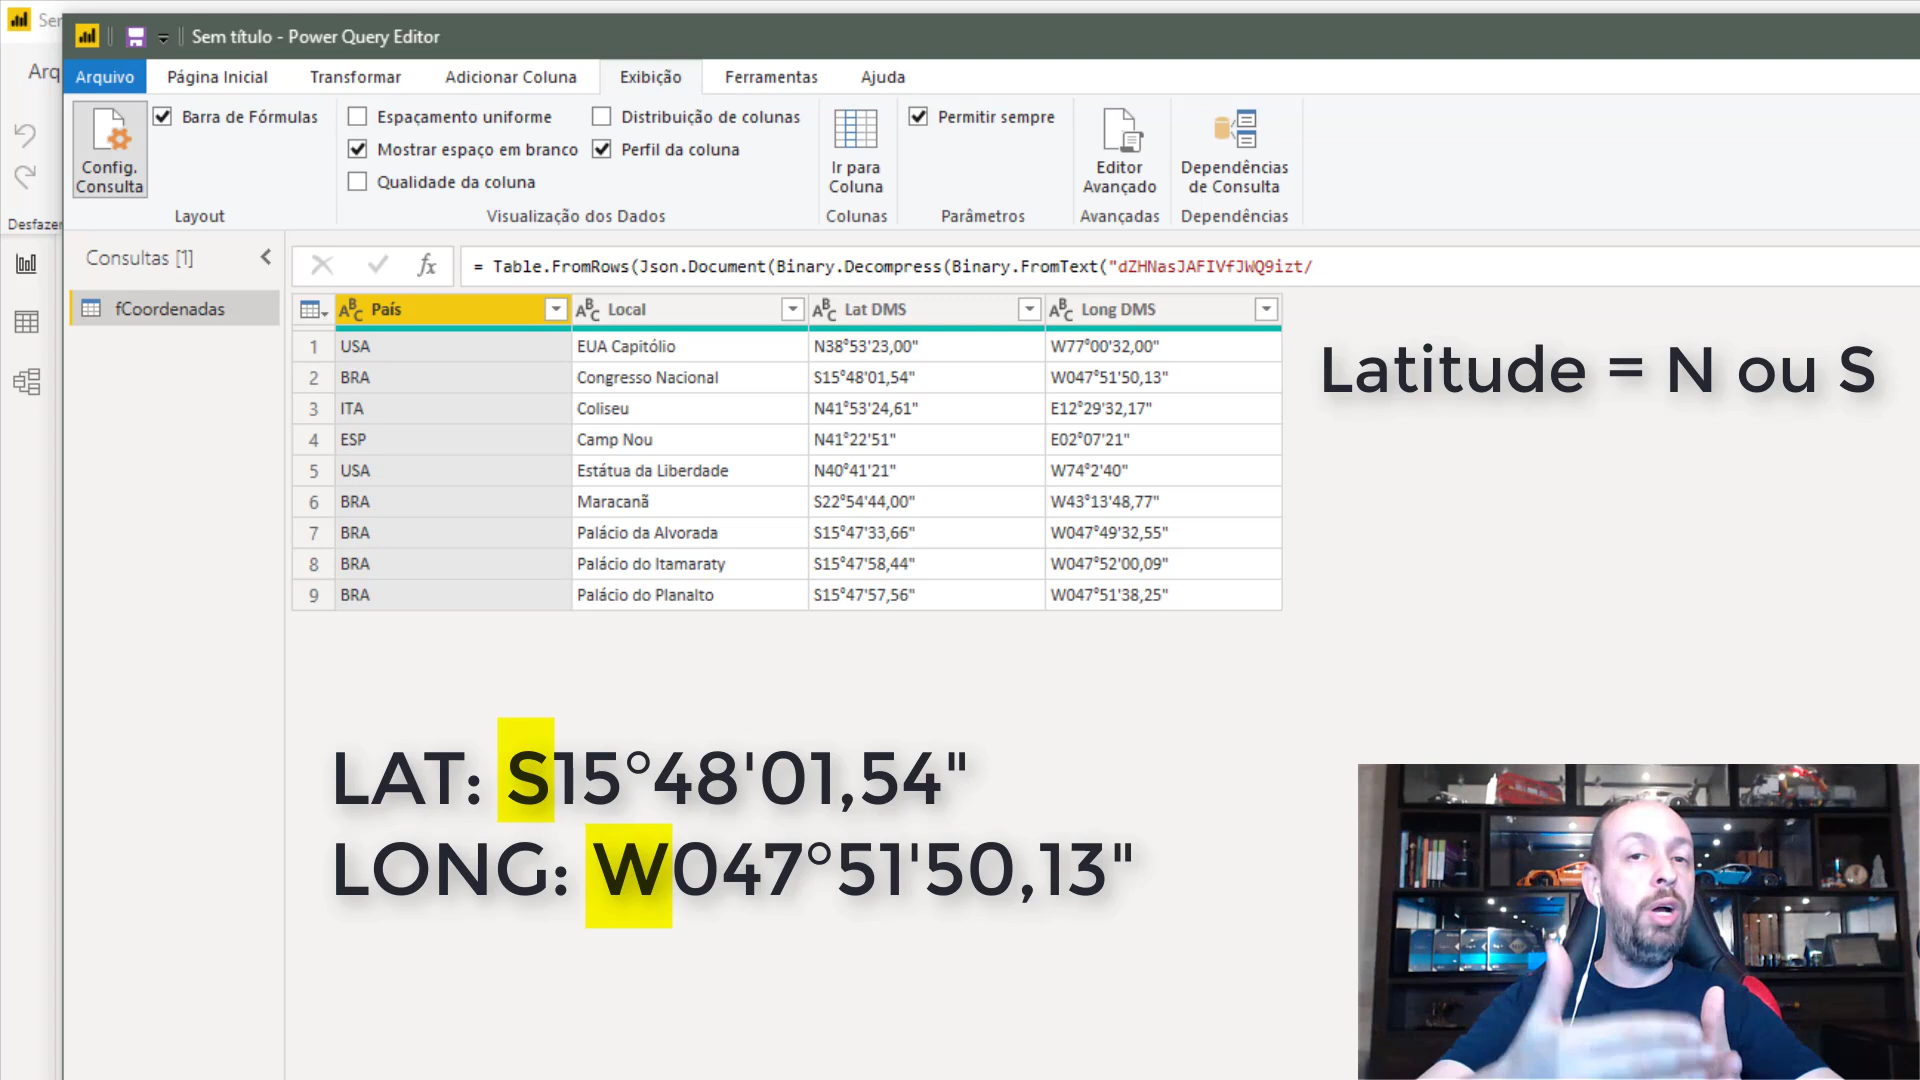 Ser
Sem título - Power Query Editor
Arq
Arquivo Página Inicial Transformar Adicionar Coluna Exibição Ferramentas Ajuda
Barra de Fórmulas Espaçamento uniforme Distribuição de colunas Permitir sempre
Mostrar espaço em branco Perfil da coluna
Qualidade da coluna
Config.
Consulta
Ir para
Coluna
Editor
Avançado
Dependências
de Consulta
Desfazer
Layout Visualização dos Dados Colunas Parâmetros Avançadas Dependências
Consultas [1]
fx = Table.FromRows(Json.Document(Binary.Decompress(Binary.FromText("dZHNasJAFIVfJWQ9izt/
fCoordenadas
ABC País ABC Local ABC Lat DMS ABC Long DMS
1 USA EUA Capitólio N38°53'23,00" W77°00'32,00"
2 BRA Congresso Nacional S15°48'01,54" W047°51'50,13"
3 ITA Coliseu N41°53'24,61" E12°29'32,17"
4 ESP Camp Nou N41°22'51" E02°07'21"
5 USA Estátua da Liberdade N40°41'21" W74°2'40"
6 BRA Maracanã S22°54'44,00" W43°13'48,77"
7 BRA Palácio da Alvorada S15°47'33,66" W047°49'32,55"
8 BRA Palácio do Itamaraty S15°47'58,44" W047°52'00,09"
9 BRA Palácio do Planalto S15°47'57,56" W047°51'38,25"
Latitude = N ou S
LAT: S15°48'01,54"
LONG: W047°51'50,13"